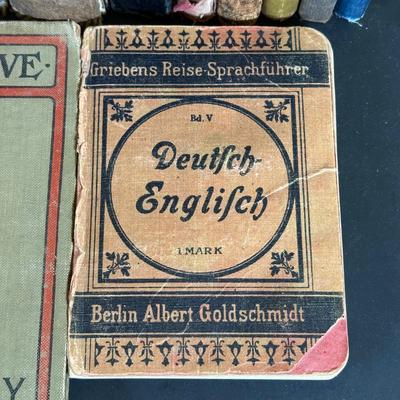 VE·
Y
Griebens Reise-Sprachführer
Bd. V
Deutſch-
Engliſch
1 MARK
Berlin Albert Goldschmidt